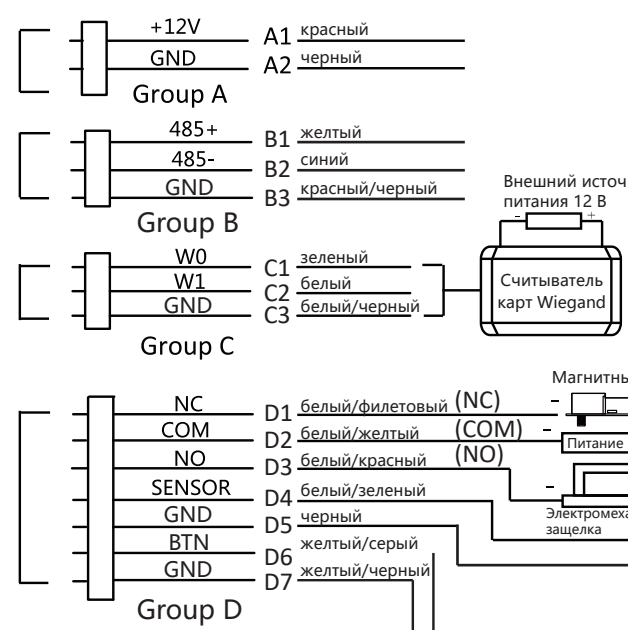 +12V A1 красный
GND A2 черный
Group A
485+ B1 желтый
485- B2 синий
GND B3 красный/черный
Group B
Внешний источ
питания 12 В
- +
W0 C1 зеленый
W1 C2 белый
GND C3 белый/черный
Group C
Считыватель
карт Wiegand
Магнитны
NC D1 белый/филетовый (NC) -
COM D2 белый/желтый (COM) - Питание
NO D3 белый/красный (NO) -
SENSOR D4 белый/зеленый
Электромеха
защелка
GND D5 черный
BTN D6 желтый/серый
GND D7 желтый/черный
Group D